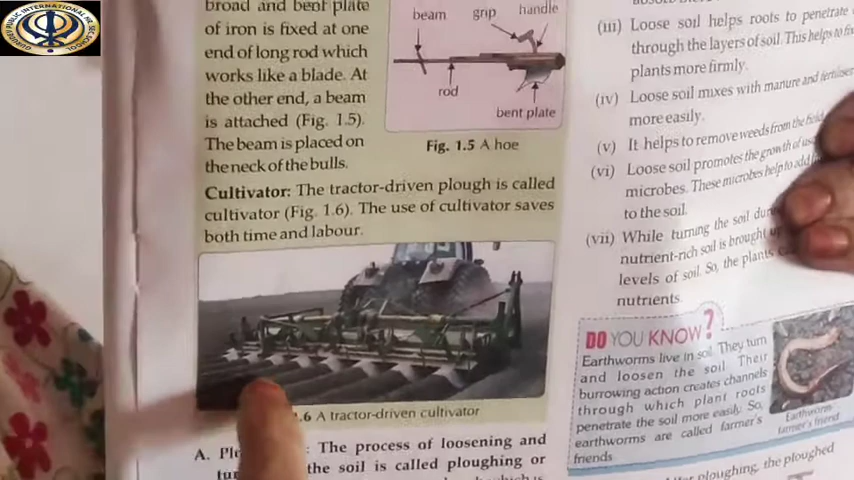 broad and bent plate
of iron is fixed at one
end of long rod which
works like a blade. At
the other end, a beam
is attached (Fig. 1.5).
The beam is placed on
the neck of the bulls.
beam grip handle
rod
bent plate
Fig. 1.5 A hoe
Cultivator: The tractor-driven plough is called
cultivator (Fig. 1.6). The use of cultivator saves
both time and labour.
1.6 A tractor-driven cultivator
A. The process of loosening and
the soil is called ploughing or
(iii) Loose soil helps roots to penetrate
through the layers of soil. This helps to fix
plants more firmly.
(iv) Loose soil mixes with manure and fertilisers
more easily.
(v) It helps to remove weeds from the field.
(vi) Loose soil promotes the growth of
microbes. These microbes help to add
to the soil.
(vii) While turning the soil
nutrient-rich soil is brought
levels of soil. So, the plants
nutrients.
DO YOU KNOW?
Earthworms live in soil. They turn
and loosen the soil. Their
burrowing action creates channels
through which plant roots
penetrate the soil more easily. So,
earthworms are called farmer's
friends.
Earthworm-
farmer's friend
ploughing, the ploughed